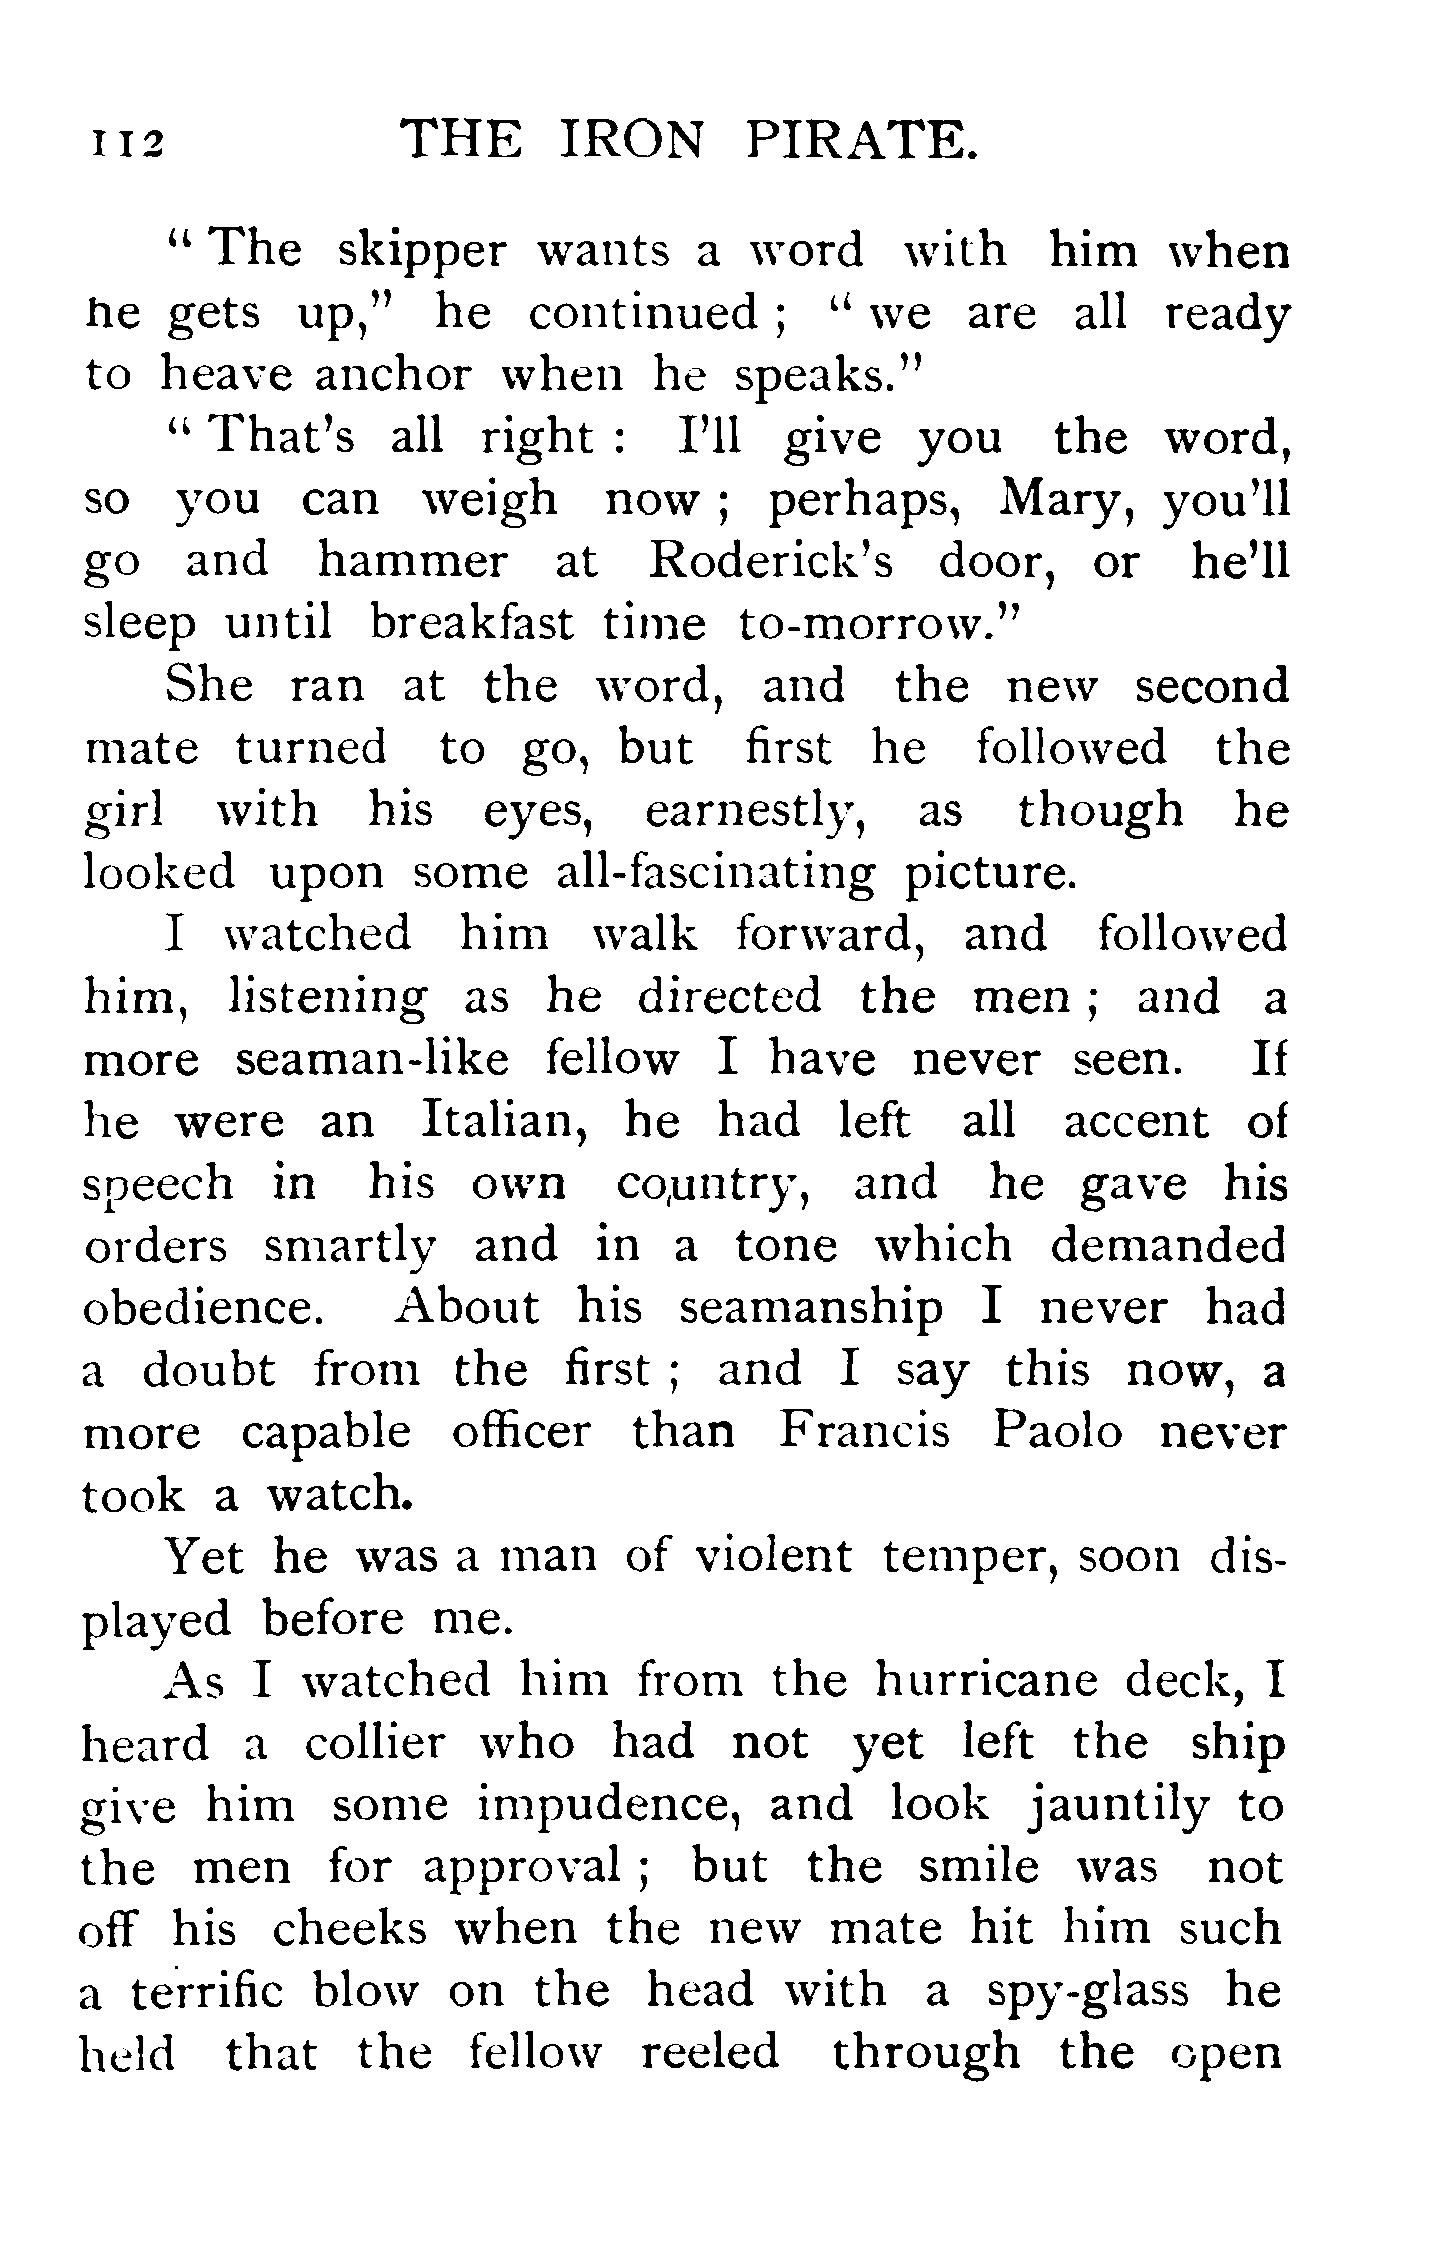 112 THE IRON PIRATE.
“ The skipper wants a word with him when
he gets up,” he continued ; “ we are all ready
to heave anchor when he speaks.”
“ That’s all right : I’ll give you the word,
so you can weigh now ; perhaps, Mary, you’ll
go and hammer at Roderick’s door, or he’ll
sleep until breakfast time to-morrow.”
She ran at the word, and the new second
mate turned to go, but first he followed the
girl with his eyes, earnestly, as though he
looked upon some all-fascinating picture.
I watched him walk forward, and followed
him, listening as he directed the men ; and a
more seaman-like fellow I have never seen. If
he were an Italian, he had left all accent of
speech in his own country, and he gave his
orders smartly and in a tone which demanded
obedience. About his seamanship I never had
a doubt from the first ; and I say this now, a
more capable officer than Francis Paolo never
took a watch.
Yet he was a man of violent temper, soon dis-
played before me.
As I watched him from the hurricane deck, I
heard a collier who had not yet left the ship
give him some impudence, and look jauntily to
the men for approval ; but the smile was not
off his cheeks when the new mate hit him such
a terrific blow on the head with a spy-glass he
held that the fellow reeled through the open